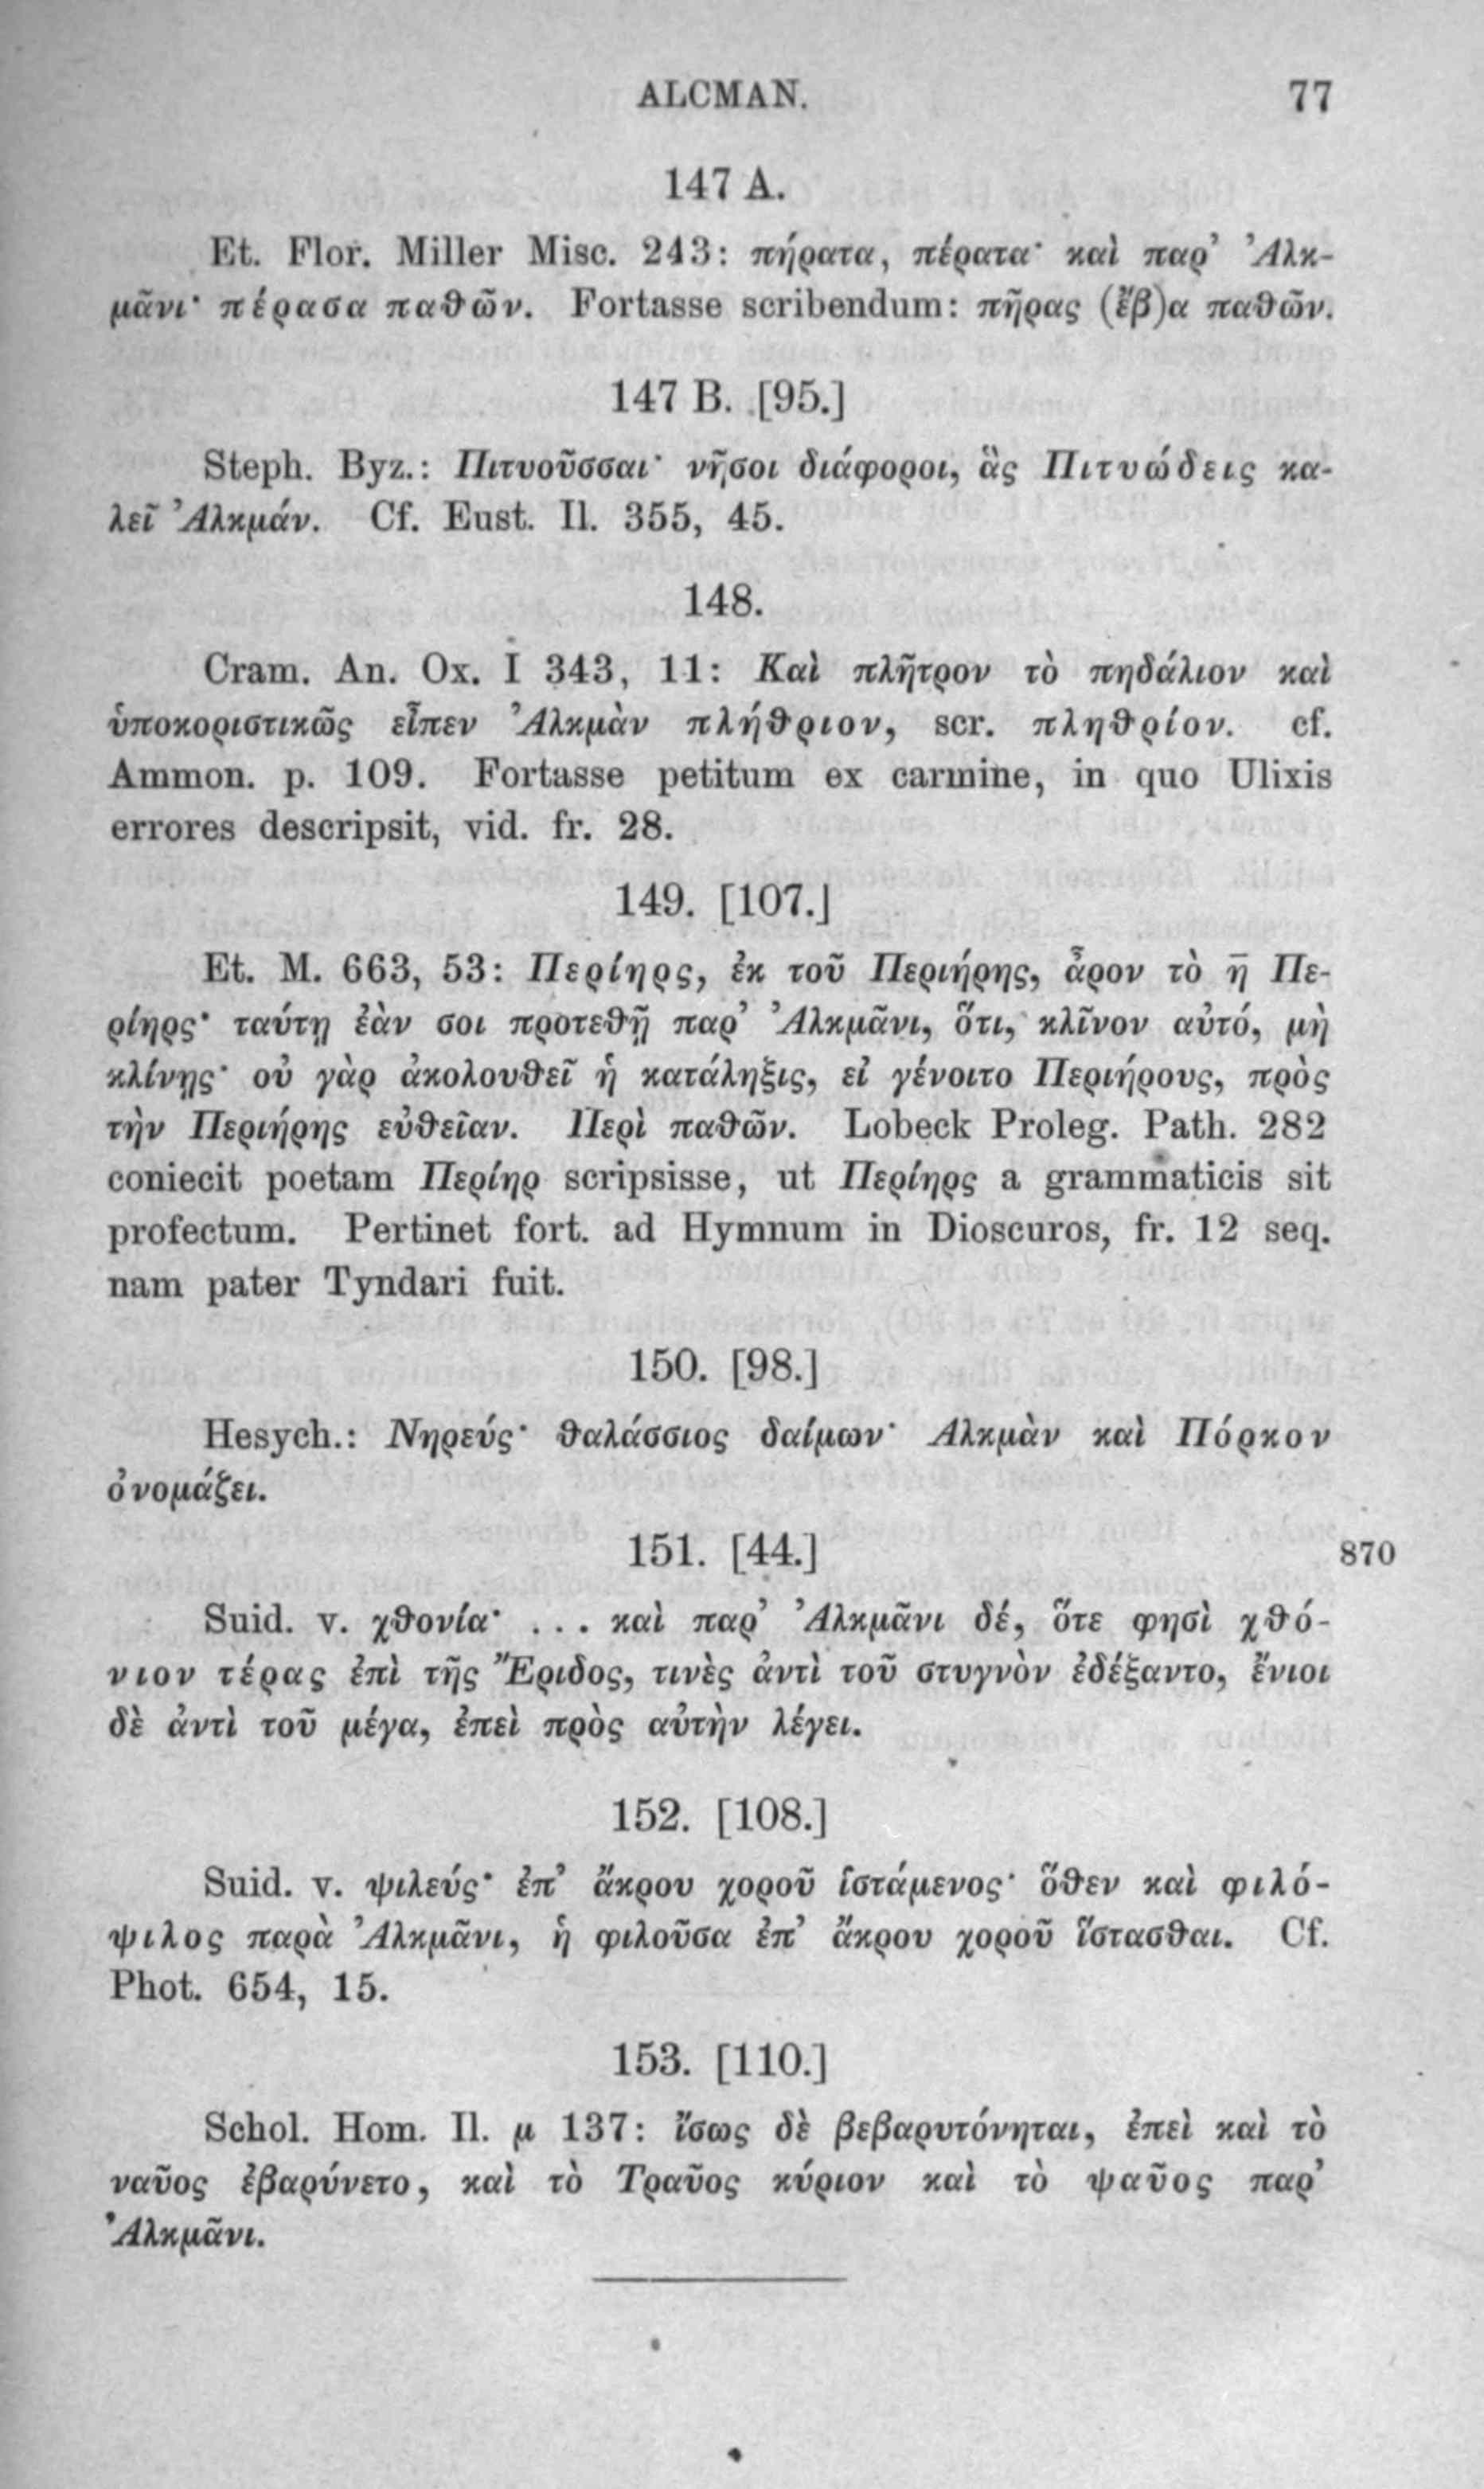 ALCMAN. 77
147 A.
Et. Flor. Miller Misc. 243: πήρατα, πέρατα· καὶ παρ’ Ἀλκ-
μᾶνι· πέρασα παθῶν. Fortasse scribendum: πῆρας (ἔβ)α παθῶν.
147 B. [95.]
Steph. Byz.: Πιτυοῦσσαι· νῆσοι διάφοροι, ἃς Πιτυώδεις κα-
λεῖ Ἀλκμάν. Cf. Eust. Il. 355, 45.
148.
Cram. An. Ox. I 343, 11: Καὶ πλῆτρον τὸ πηδάλιον καὶ
ὑποκοριστικῶς εἶπεν Ἀλκμὰν πλήθριον, scr. πληθρίον. cf.
Ammon. p. 109. Fortasse petitum ex carmine, in quo Ulixis
errores descripsit, vid. fr. 28.
149. [107.]
Et. M. 663, 53: Περίηρς, ἐκ τοῦ Περιήρης, ἆρον τὸ η̄ Πε-
ρίηρς· ταύτῃ ἐὰν σοι προτεθῇ παρ’ Ἀλκμᾶνι, ὅτι, κλῖνον αὐτό, μὴ
κλίνῃς· οὐ γὰρ ἀκολουθεῖ ἡ κατάληξις, εἰ γένοιτο Περιήρους, πρὸς
τὴν Περιήρης εὐθεῖαν. Περὶ παθῶν. Lobeck Proleg. Path. 282
coniecit poetam Περίηρ scripsisse, ut Περίηρς a grammaticis sit
profectum. Pertinet fort. ad Hymnum in Dioscuros, fr. 12 seq.
nam pater Tyndari fuit.
150. [98.]
Hesych.: Νηρεύς· θαλάσσιος δαίμων· Αλκμὰν καὶ Πόρκον
ὀνομάζει.
151. [44.] 870
Suid. v. χθονία· ... καὶ παρ’ Ἀλκμᾶνι δέ, ὅτε φησὶ χθό-
νιον τέρας ἐπὶ τῆς Ἔριδος, τινὲς ἀντὶ τοῦ στυγνὸν ἐδέξαντο, ἔνιοι
δὲ ἀντὶ τοῦ μέγα, ἐπεὶ πρὸς αὐτὴν λέγει.
152. [108.]
Suid. v. ψιλεύς· ἐπ’ ἄκρου χοροῦ ἱστάμενος· ὅθεν καὶ φιλό-
ψιλος παρὰ Ἀλκμᾶνι, ἡ φιλοῦσα ἐπ’ ἄκρου χοροῦ ἵστασθαι. Cf.
Phot. 654, 15.
153. [110.]
Schol. Hom. Il. μ 137: ἴσως δὲ βεβαρυτόνηται, ἐπεὶ καὶ τὸ
ναῦος ἐβαρύνετο, καὶ τὸ Τραῦος κύριον καὶ τὸ ψαῦος παρ’
Ἀλκμᾶνι.